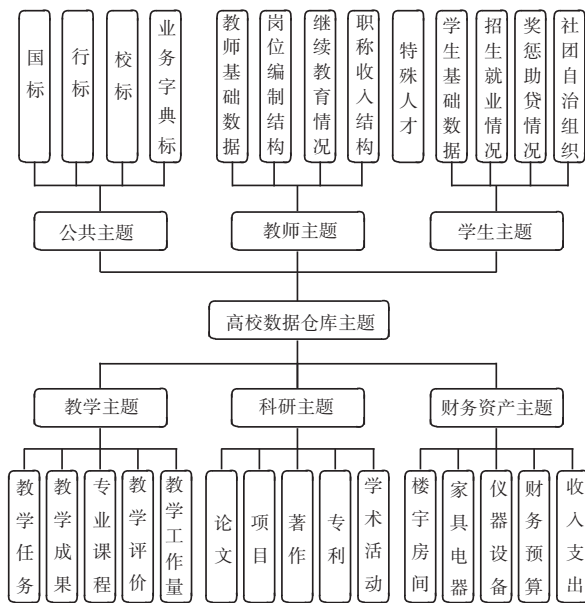 国标
行标
校标
业务字典标
教师基础数据
岗位编制结构
继续教育情况
职称收入结构
特殊人才
学生基础数据
招生就业情况
奖惩助贷情况
社团自治组织
公共主题
教师主题
学生主题
高校数据仓库主题
教学主题
科研主题
财务资产主题
教学任务
教学成果
专业课程
教学评价
教学工作量
论文
项目
著作
专利
学术活动
楼宇房间
家具电器
仪器设备
财务预算
收入支出